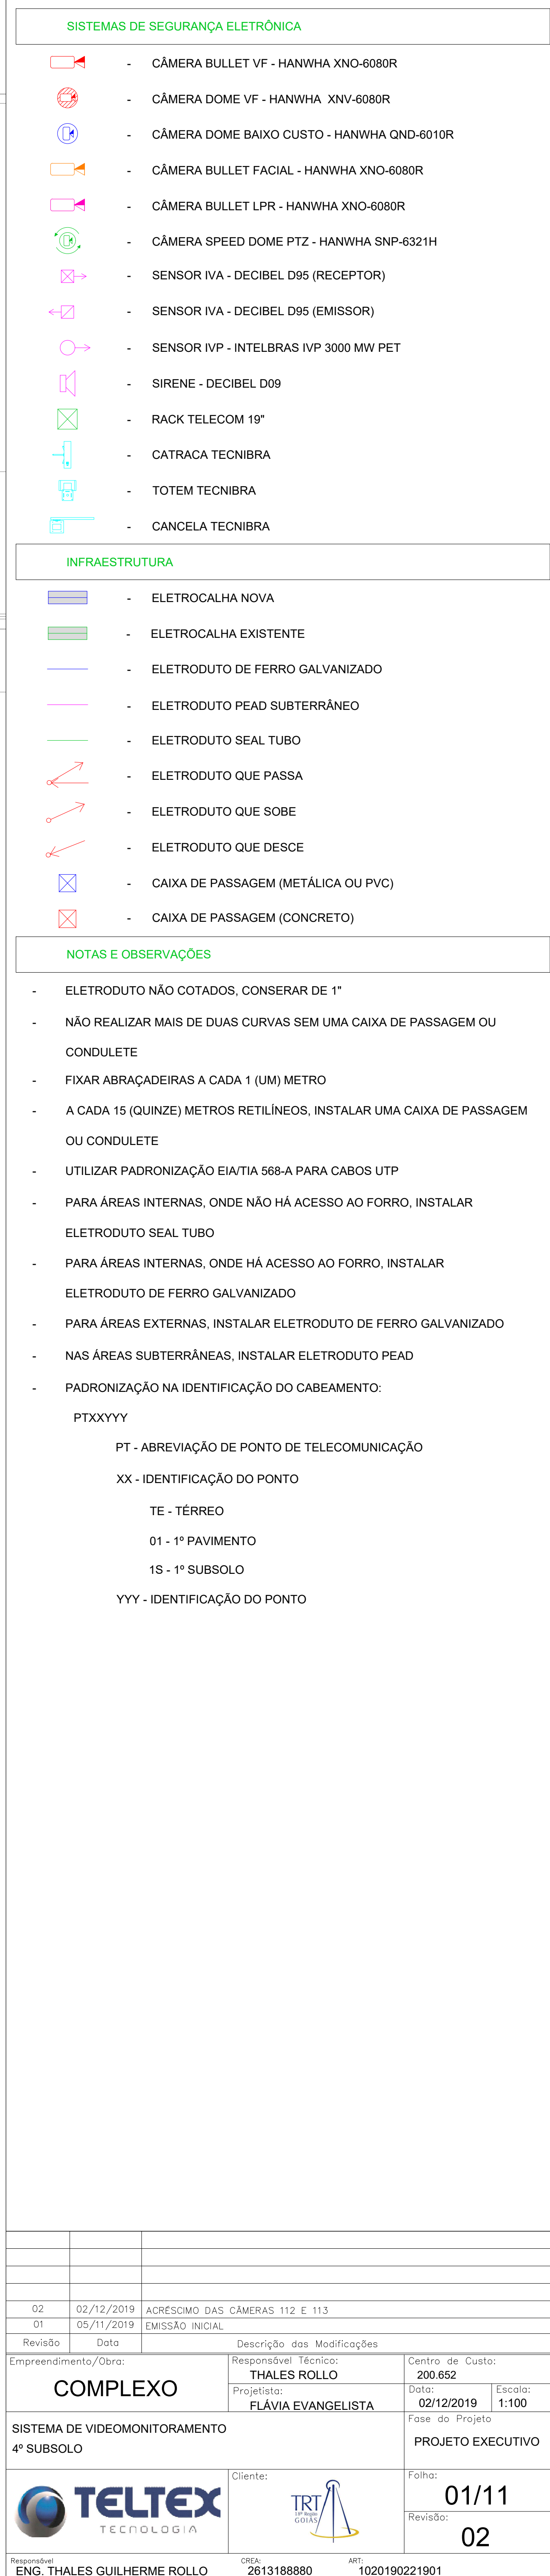 SISTEMAS DE SEGURANÇA ELETRÔNICA
- CÂMERA BULLET VF - HANWHA XNO-6080R
- CÂMERA DOME VF - HANWHA XNV-6080R
- CÂMERA DOME BAIXO CUSTO - HANWHA QND-6010R
- CÂMERA BULLET FACIAL - HANWHA XNO-6080R
- CÂMERA BULLET LPR - HANWHA XNO-6080R
- CÂMERA SPEED DOME PTZ - HANWHA SNP-6321H
- SENSOR IVA - DECIBEL D95 (RECEPTOR)
- SENSOR IVA - DECIBEL D95 (EMISSOR)
- SENSOR IVP - INTELBRAS IVP 3000 MW PET
- SIRENE - DECIBEL D09
- RACK TELECOM 19"
- CATRACA TECNIBRA
- TOTEM TECNIBRA
- CANCELA TECNIBRA
INFRAESTRUTURA
- ELETROCALHA NOVA
- ELETROCALHA EXISTENTE
- ELETRODUTO DE FERRO GALVANIZADO
- ELETRODUTO PEAD SUBTERRÂNEO
- ELETRODUTO SEAL TUBO
- ELETRODUTO QUE PASSA
- ELETRODUTO QUE SOBE
- ELETRODUTO QUE DESCE
- CAIXA DE PASSAGEM (METÁLICA OU PVC)
- CAIXA DE PASSAGEM (CONCRETO)
NOTAS E OBSERVAÇÕES
- ELETRODUTO NÃO COTADOS, CONSERAR DE 1"
- NÃO REALIZAR MAIS DE DUAS CURVAS SEM UMA CAIXA DE PASSAGEM OU
CONDULETE
- FIXAR ABRAÇADEIRAS A CADA 1 (UM) METRO
- A CADA 15 (QUINZE) METROS RETILÍNEOS, INSTALAR UMA CAIXA DE PASSAGEM
OU CONDULETE
- UTILIZAR PADRONIZAÇÃO EIA/TIA 568-A PARA CABOS UTP
- PARA ÁREAS INTERNAS, ONDE NÃO HÁ ACESSO AO FORRO, INSTALAR
ELETRODUTO SEAL TUBO
- PARA ÁREAS INTERNAS, ONDE HÁ ACESSO AO FORRO, INSTALAR
ELETRODUTO DE FERRO GALVANIZADO
- PARA ÁREAS EXTERNAS, INSTALAR ELETRODUTO DE FERRO GALVANIZADO
- NAS ÁREAS SUBTERRÂNEAS, INSTALAR ELETRODUTO PEAD
- PADRONIZAÇÃO NA IDENTIFICAÇÃO DO CABEAMENTO:
PTXXYYY
PT - ABREVIAÇÃO DE PONTO DE TELECOMUNICAÇÃO
XX - IDENTIFICAÇÃO DO PONTO
TE - TÉRREO
01 - 1º PAVIMENTO
1S - 1º SUBSOLO
YYY - IDENTIFICAÇÃO DO PONTO
02 02/12/2019 ACRÉSCIMO DAS CÂMERAS 112 E 113
01 05/11/2019 EMISSÃO INICIAL
Revisão Data Descrição das Modificações
Empreendimento/Obra:
COMPLEXO
Responsável Técnico:
THALES ROLLO
Centro de Custo:
200.652
Projetista:
FLÁVIA EVANGELISTA
Data:
02/12/2019
Escala:
1:100
SISTEMA DE VIDEOMONITORAMENTO
4º SUBSOLO
Fase do Projeto
PROJETO EXECUTIVO
TELTEX
TECNOLOGIA
Cliente:
TRT
18ª Região
GOIÁS
Folha:
01/11
Revisão:
02
Responsável
ENG. THALES GUILHERME ROLLO
CREA:
2613188880
ART:
1020190221901